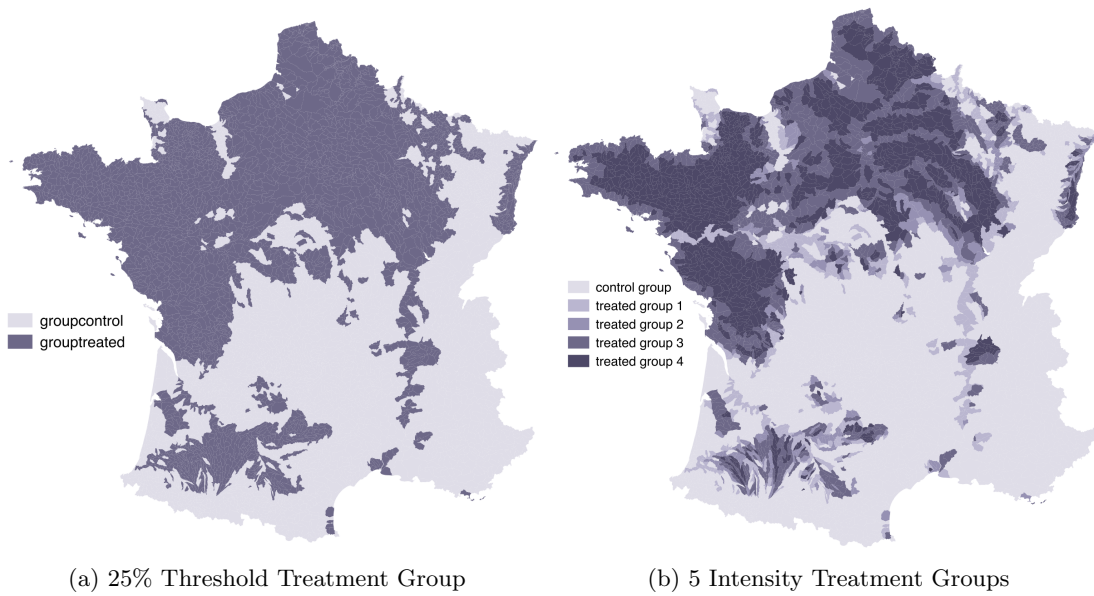 groupcontrol
grouptreated
control group
treated group 1
treated group 2
treated group 3
treated group 4
(a) 25% Threshold Treatment Group
(b) 5 Intensity Treatment Groups